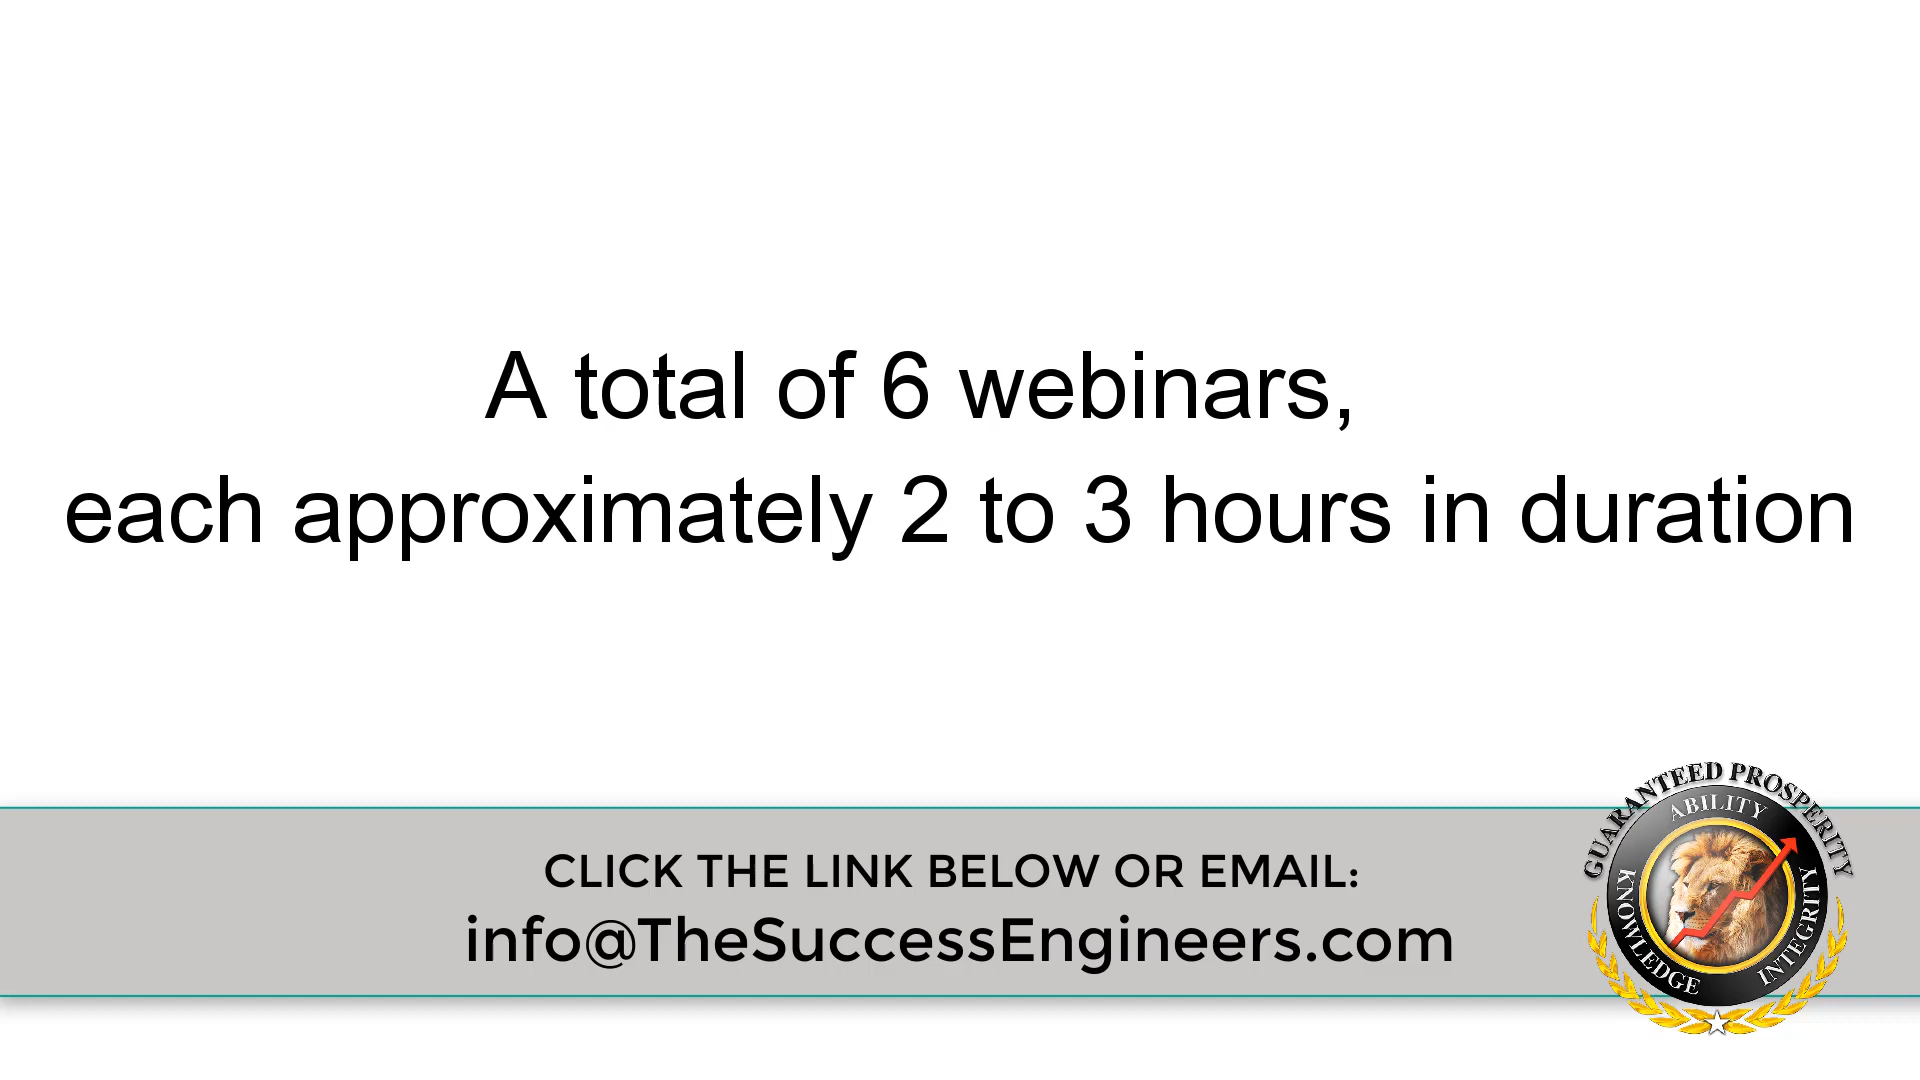 A total of 6 webinars,
each approximately 2 to 3 hours in duration
CLICK THE LINK BELOW OR EMAIL:
info@TheSuccessEngineers.com
GUARANTEED PROSPERITY
ABILITY
KNOWLEDGE
INTEGRITY